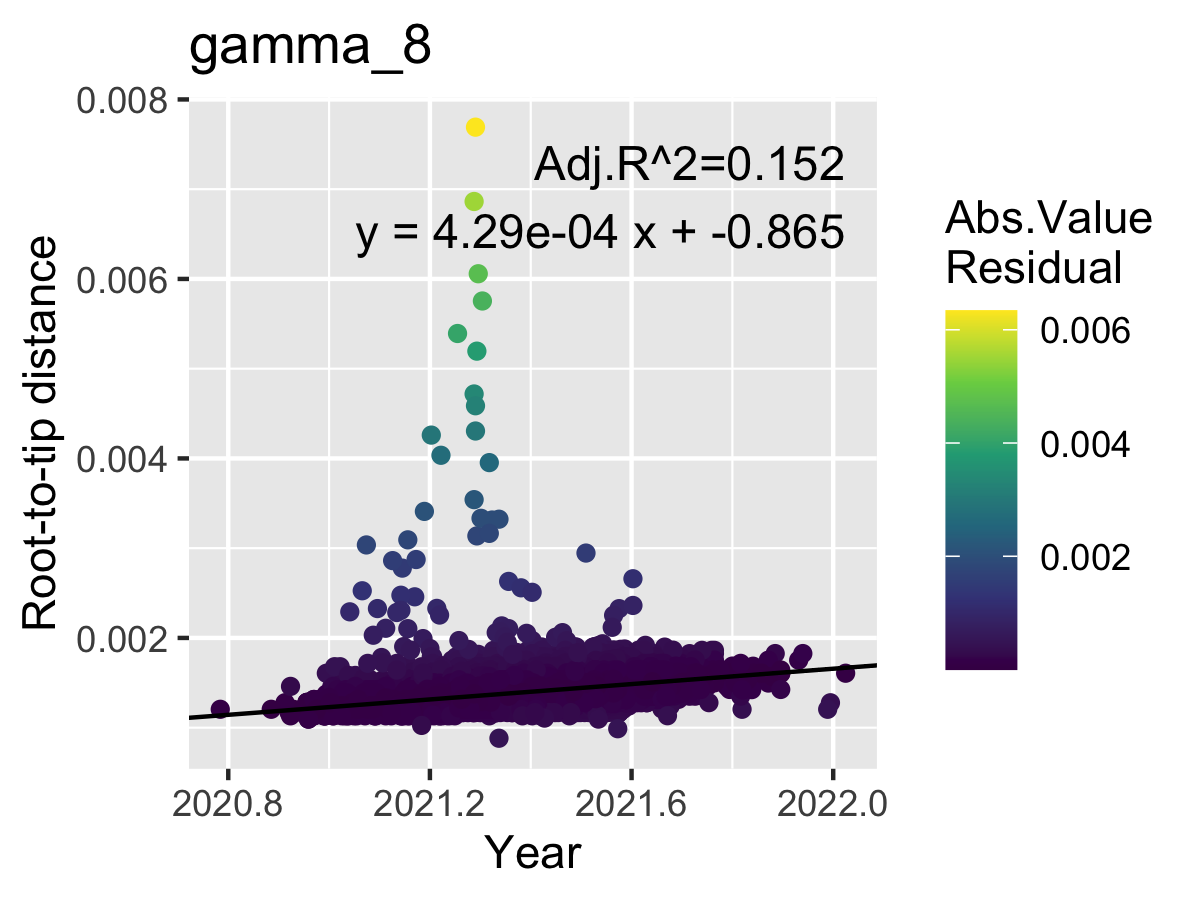 gamma_8
0.008
0.006
0.004
0.002
Root-to-tip distance
Adj.R^2=0.152
y = 4.29e-04 x + -0.865
2020.8
2021.2
2021.6
2022.0
Year
Abs.Value
Residual
0.006
0.004
0.002